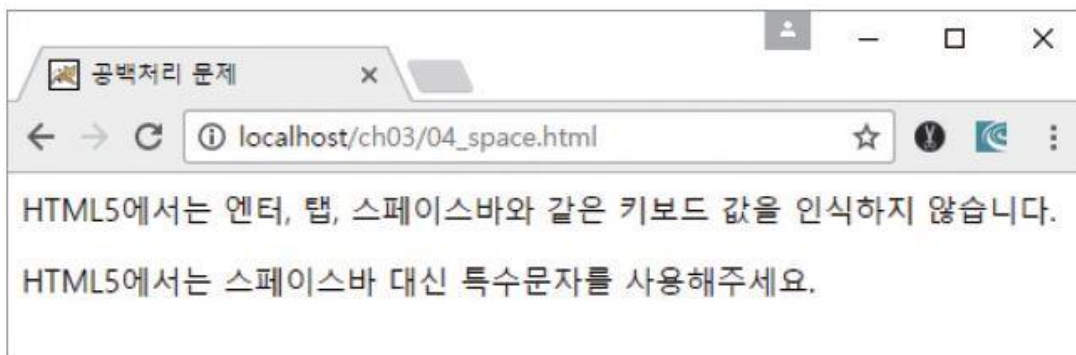 공백처리 문제
localhost/ch03/04_space.html
HTML5에서는 엔터, 탭, 스페이스바와 같은 키보드 값을 인식하지 않습니다.
HTML5에서는 스페이스바 대신 특수문자를 사용해주세요.